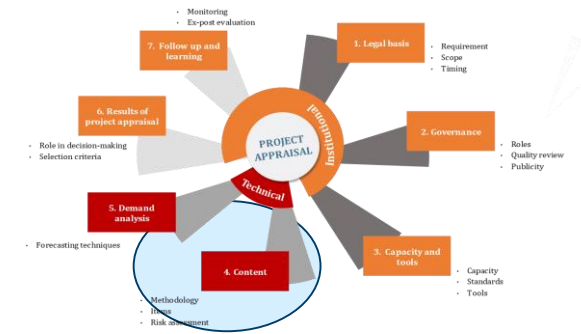 • Monitoring
• Ex-post evaluation
7. Follow up and
learning
1. Legal basis
• Requirement
• Scope
• Timing
6. Results of
project appraisal
• Role in decision-making
• Selection criteria
PROJECT
APPRAISAL
Institutional
Technical
2. Governance
• Roles
• Quality review
• Publicity
5. Demand
analysis
• Forecasting techniques
3. Capacity and
tools
• Capacity
• Standards
• Tools
4. Content
• Methodology
• Items
• Risk assessment